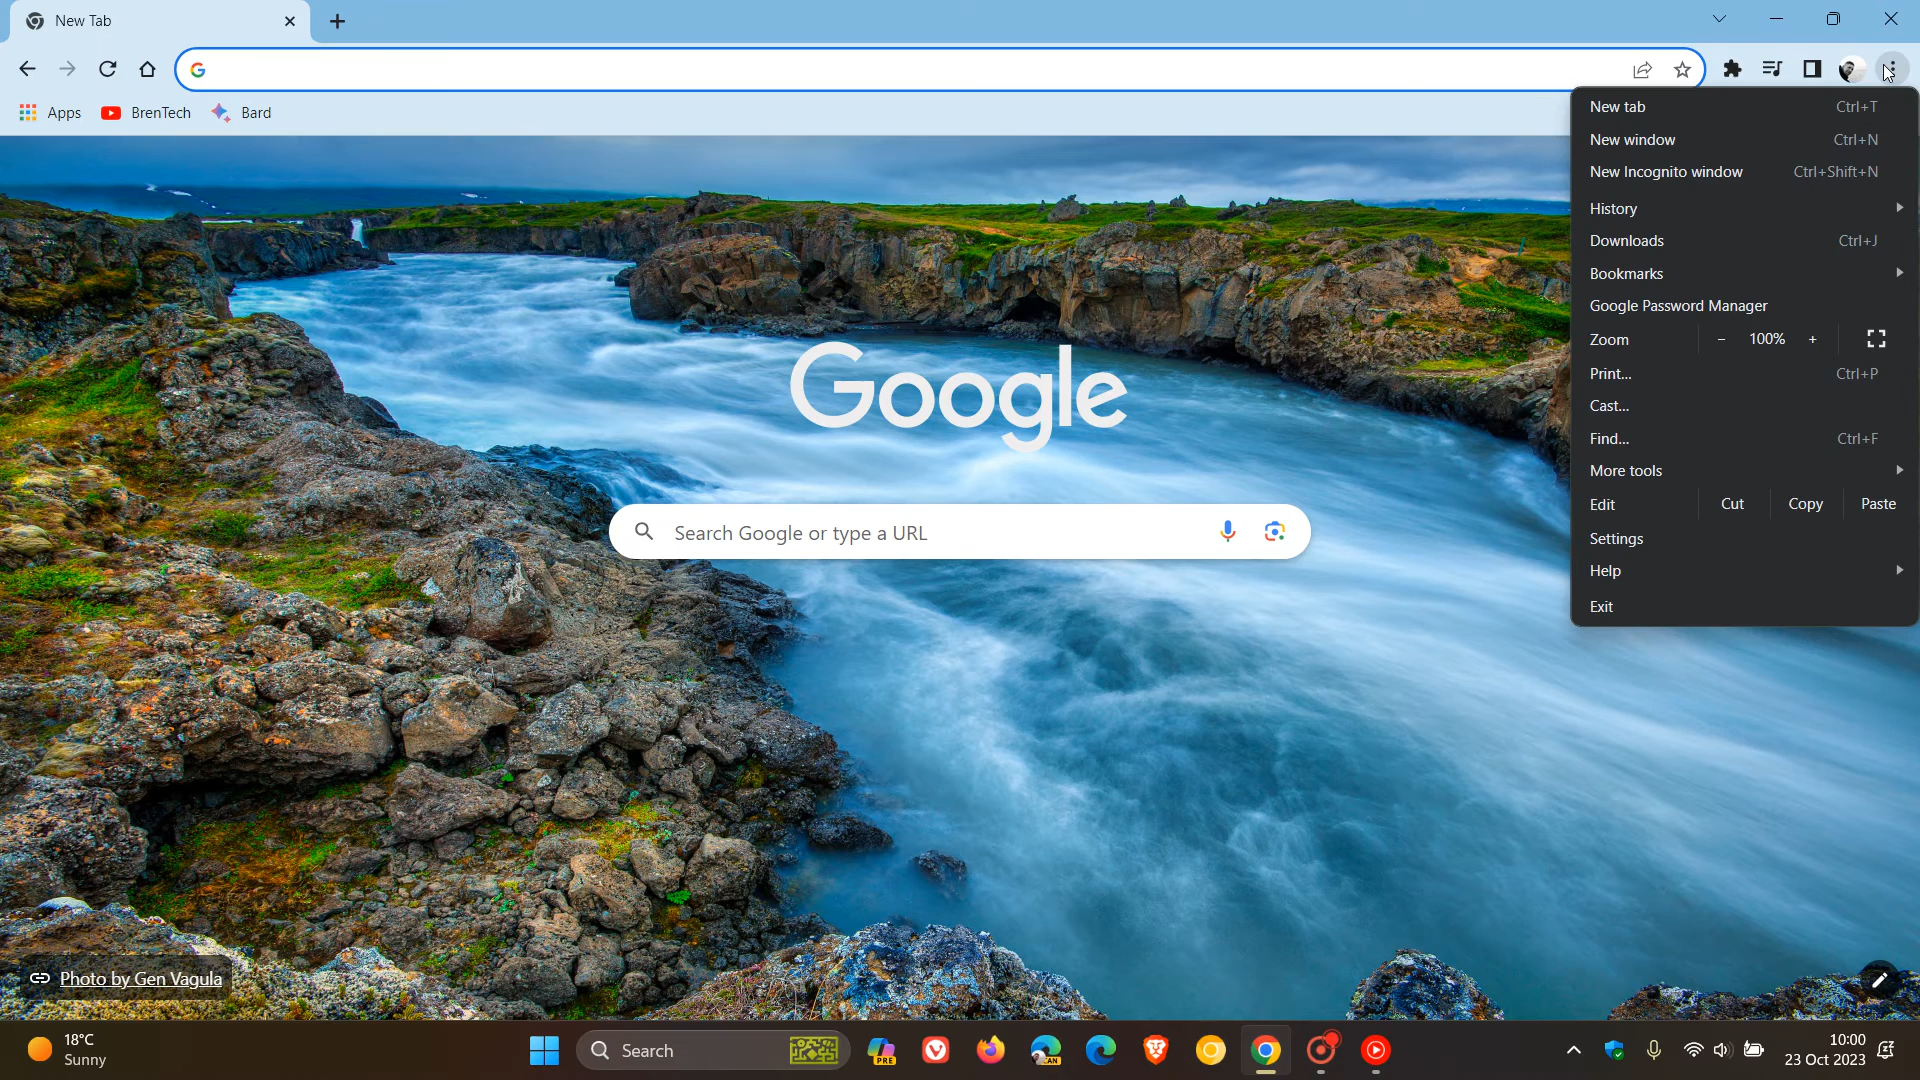 New Tab
Apps
BrenTech
Bard
New tab Ctrl+T
New window Ctrl+N
New Incognito window Ctrl+Shift+N
History
Downloads Ctrl+J
Bookmarks
Google Password Manager
Zoom - 100% +
Print... Ctrl+P
Cast...
Find... Ctrl+F
More tools
Edit Cut Copy Paste
Settings
Help
Exit
Google
Search Google or type a URL
Photo by Gen Vagula
18°C
Sunny
Search
PRE
CAN
10:00
23 Oct 2023